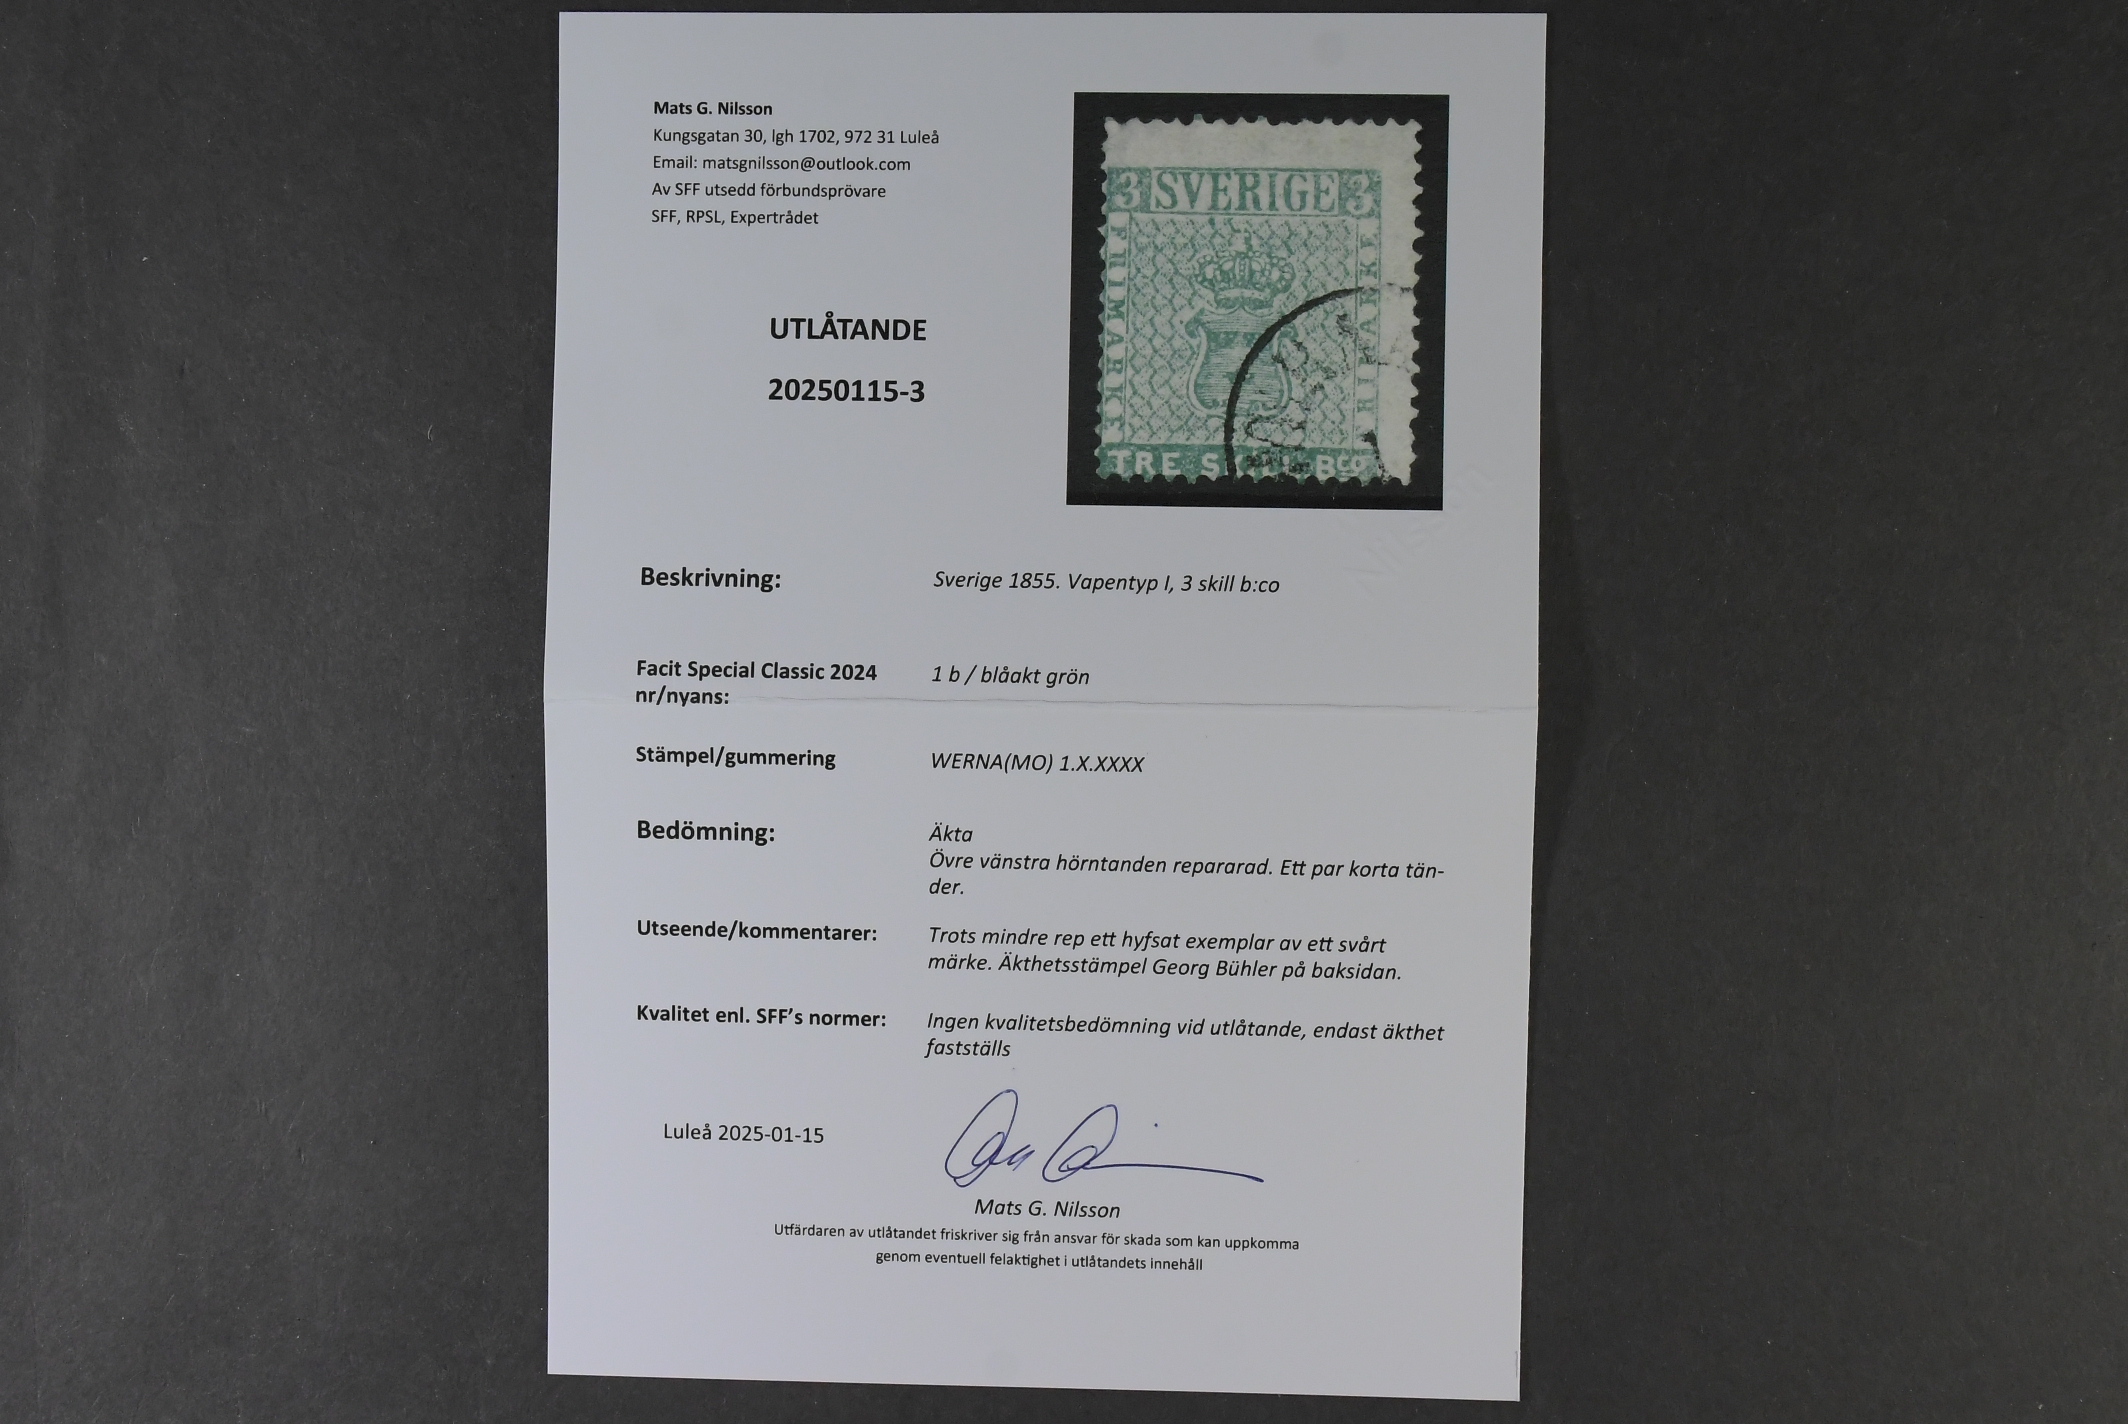 Mats G. Nilsson
Kungsgatan 30, lgh 1702, 972 31 Luleå
Email: matsgnilsson@outlook.com
Av SFF utsedd förbundsprövare
SFF, RPSL, Expertrådet
UTLÅTANDE
20250115-3
3 SVERIGE 3
FRIMARKE
FRIMARKE
TRE SKILL. Bco
Nilsson
Beskrivning: Sverige 1855. Vapentyp I, 3 skill b:co
Facit Special Classic 2024 1 b / blåakt grön
nr/nyans:
Stämpel/gummering WERNA(MO) 1.X.XXXX
Bedömning: Äkta
Övre vänstra hörntanden repararad. Ett par korta tän-
der.
Utseende/kommentarer: Trots mindre rep ett hyfsat exemplar av ett svårt
märke. Äkthetsstämpel Georg Bühler på baksidan.
Kvalitet enl. SFF's normer: Ingen kvalitetsbedömning vid utlåtande, endast äkthet
fastställs
Luleå 2025-01-15
Mats G. Nilsson
Utfärdaren av utlåtandet friskriver sig från ansvar för skada som kan uppkomma
genom eventuell felaktighet i utlåtandets innehåll